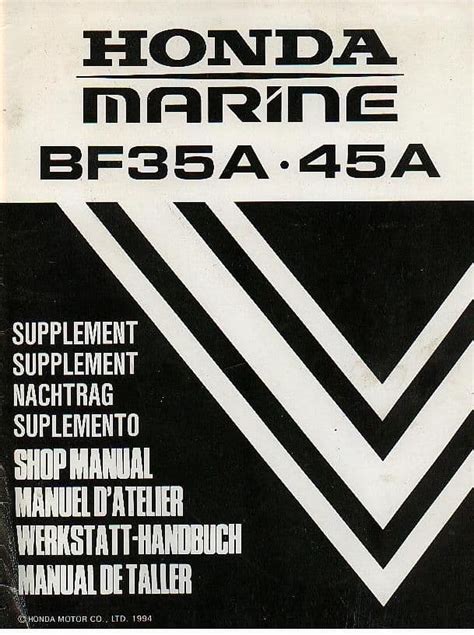 HONDA
MARINE
BF35A · 45A
SUPPLEMENT
SUPPLEMENT
NACHTRAG
SUPLEMENTO
SHOP MANUAL
MANUEL D'ATELIER
WERKSTATT-HANDBUCH
MANUAL DE TALLER
© HONDA MOTOR CO., LTD. 1994